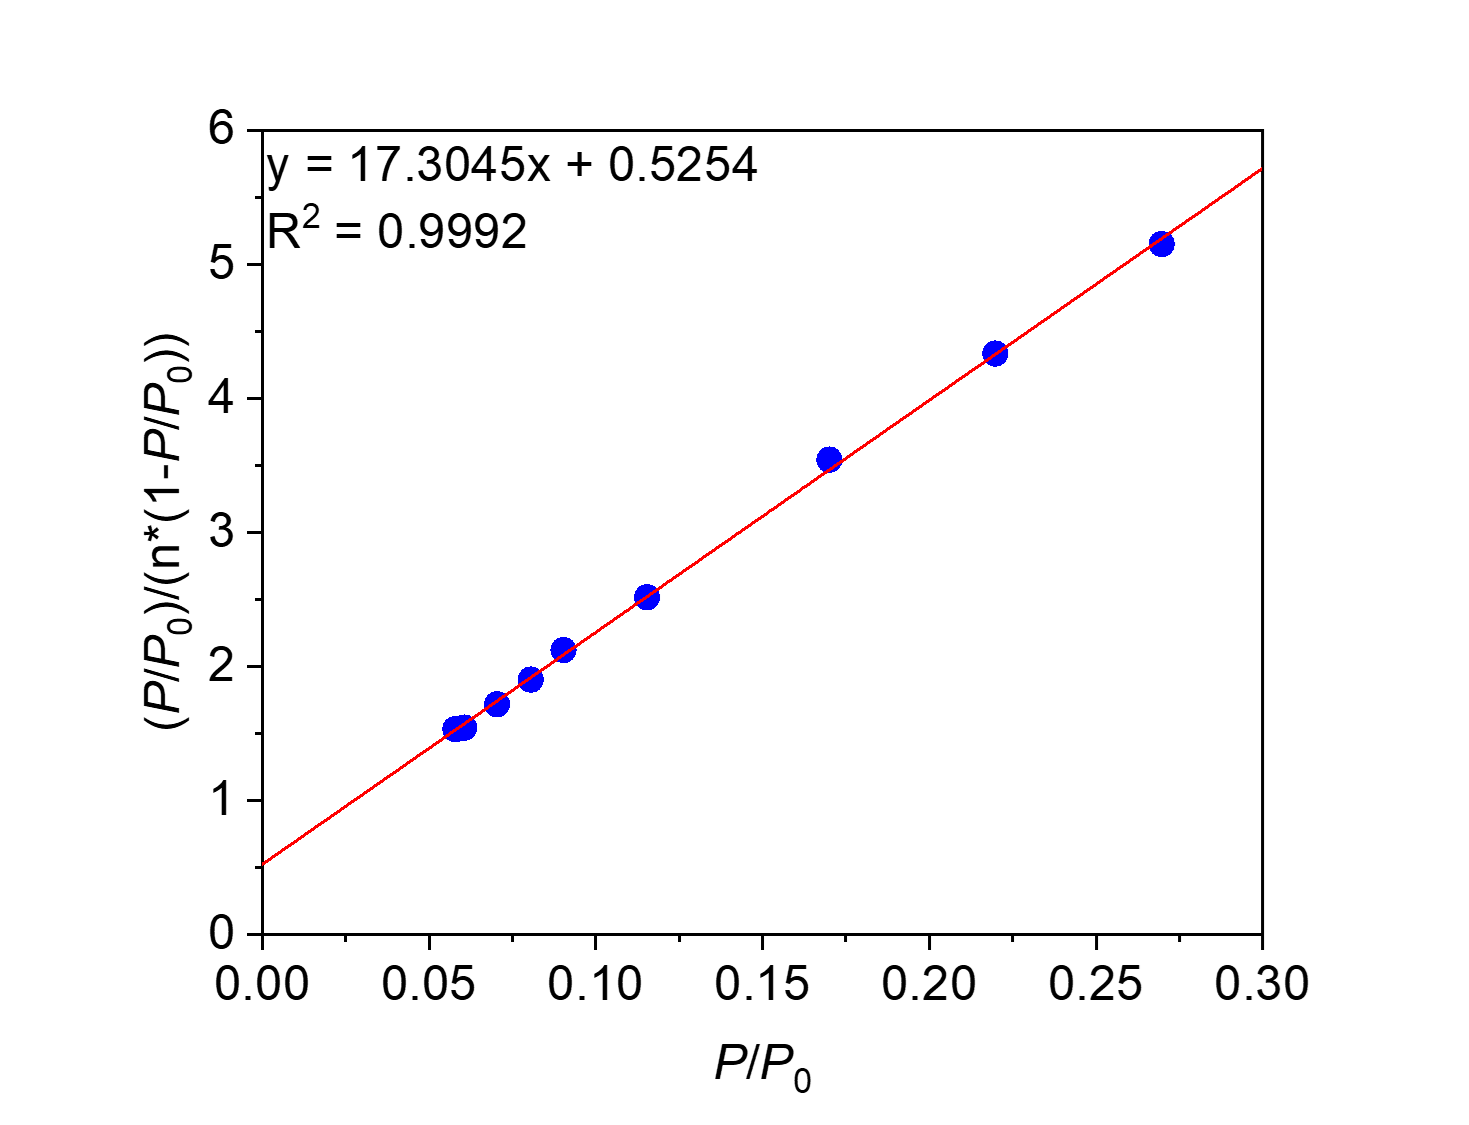 y = 17.3045x + 0.5254
R² = 0.9992
6
5
4
3
2
1
0
(P/P₀)/(n*(1-P/P₀))
0.00 0.05 0.10 0.15 0.20 0.25 0.30
P/P₀